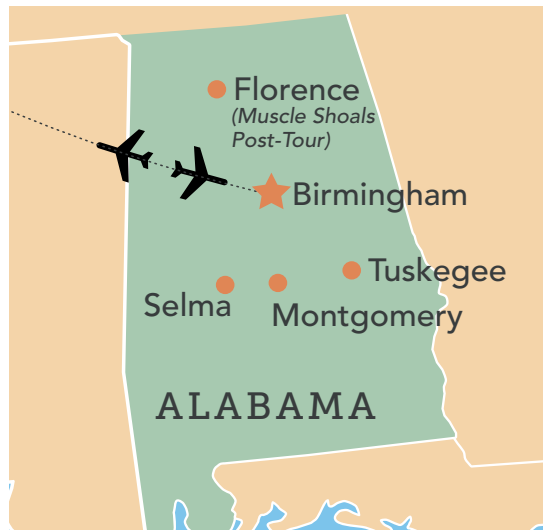 Florence
(Muscle Shoals
Post-Tour)
Birmingham
Tuskegee
Selma
Montgomery
ALABAMA